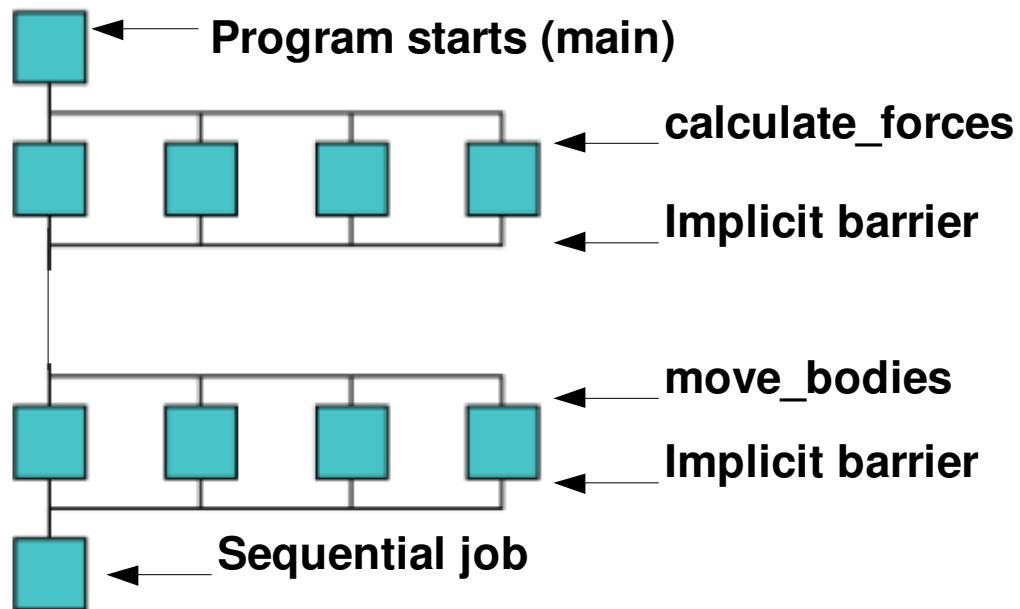 Program starts (main)
calculate_forces
Implicit barrier
move_bodies
Implicit barrier
Sequential job